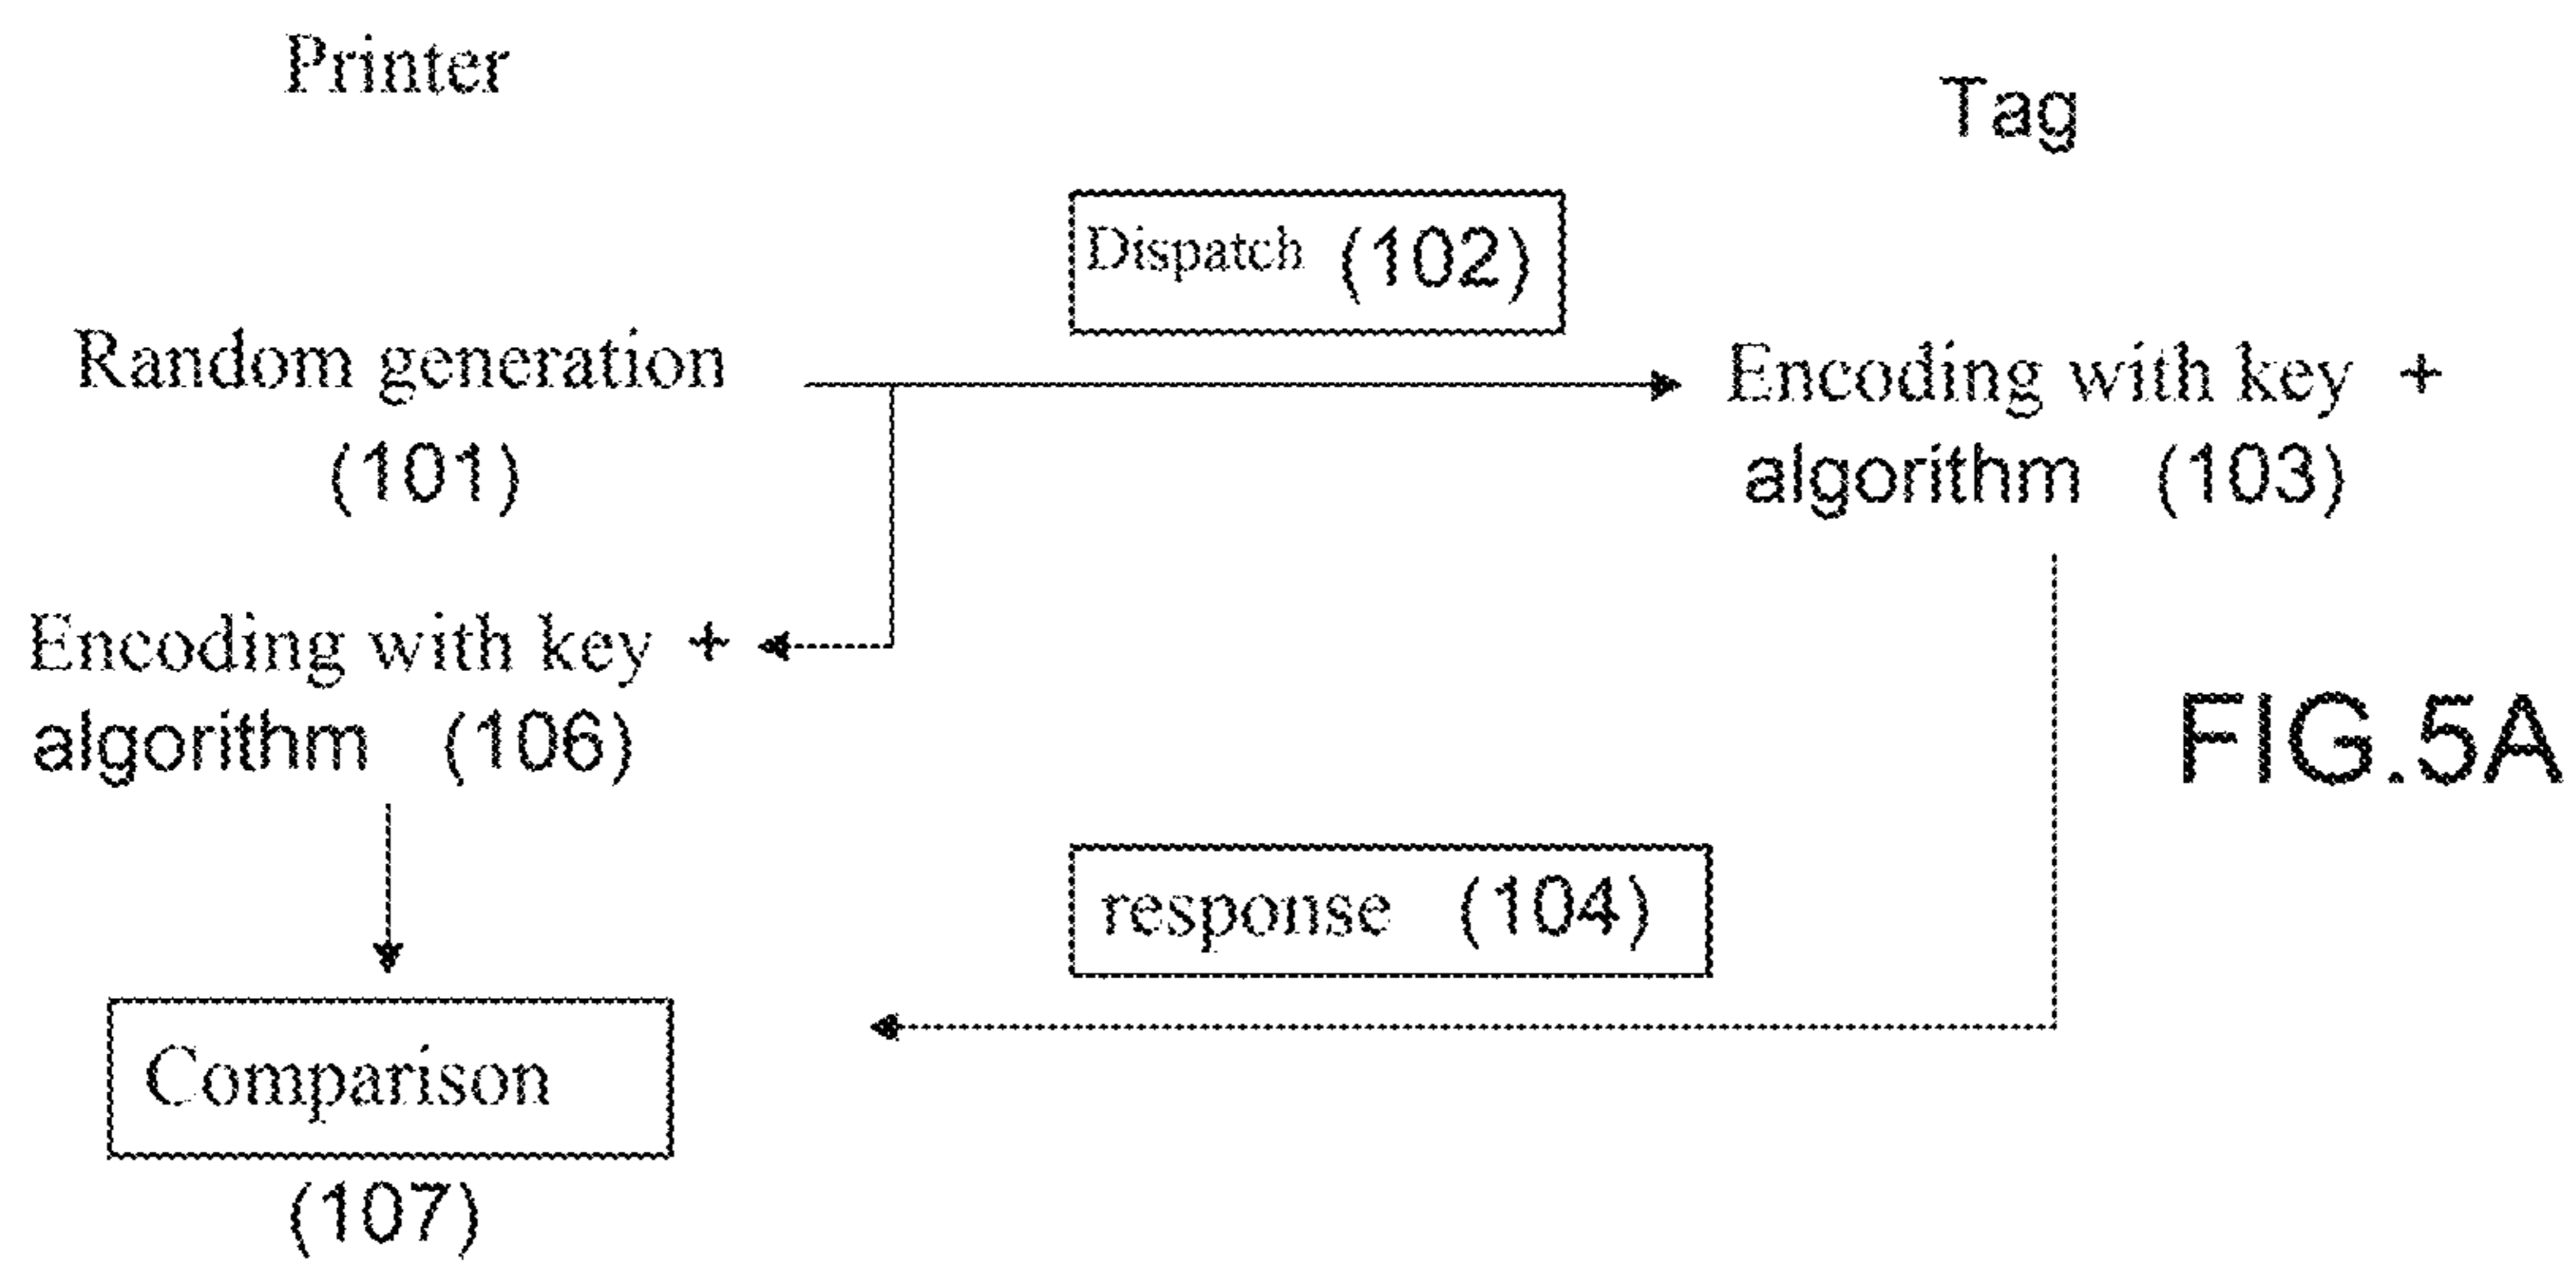 Printer
Tag
Dispatch (102)
Random generation
(101)
Encoding with key +
algorithm (103)
Encoding with key +
algorithm (106)
FIG.5A
response (104)
Comparison
(107)